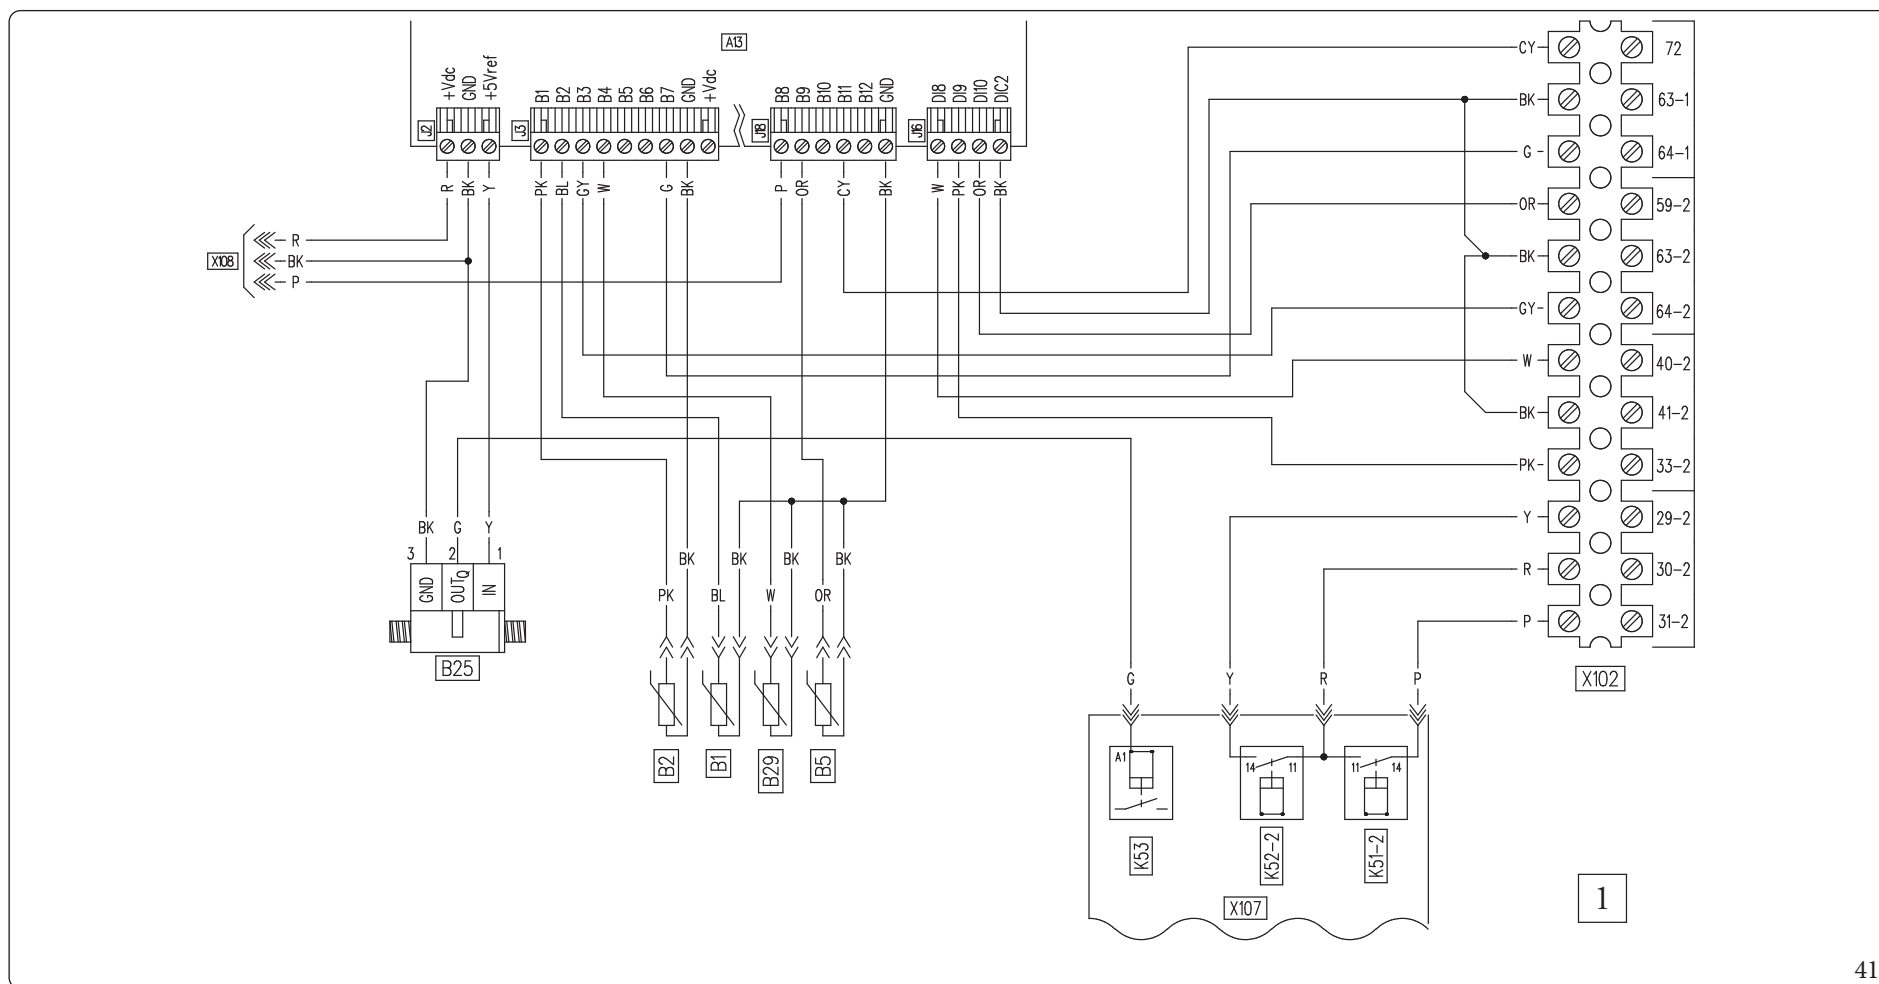 A13
J2
+Vdc
GND
+5Vref
J3
B1
B2
B3
B4
B5
B6
B7
GND
+Vdc
J18
B8
B9
B10
B11
B12
GND
J16
DI8
DI9
DI10
DIC2
R
BK
Y
PK
BL
GY
W
G
BK
P
OR
CY
BK
W
PK
OR
BK
X108
R
BK
P
CY
72
BK
63-1
G
64-1
OR
59-2
BK
63-2
GY
64-2
W
40-2
BK
41-2
PK
33-2
Y
29-2
R
30-2
P
31-2
X102
BK
G
Y
3
2
1
GND
OUTQ
IN
B25
BK
BK
BK
BK
PK
BL
W
OR
B2
B1
B29
B5
G
Y
R
P
A1
14
11
11
14
K53
K52-2
K51-2
X107
1
41